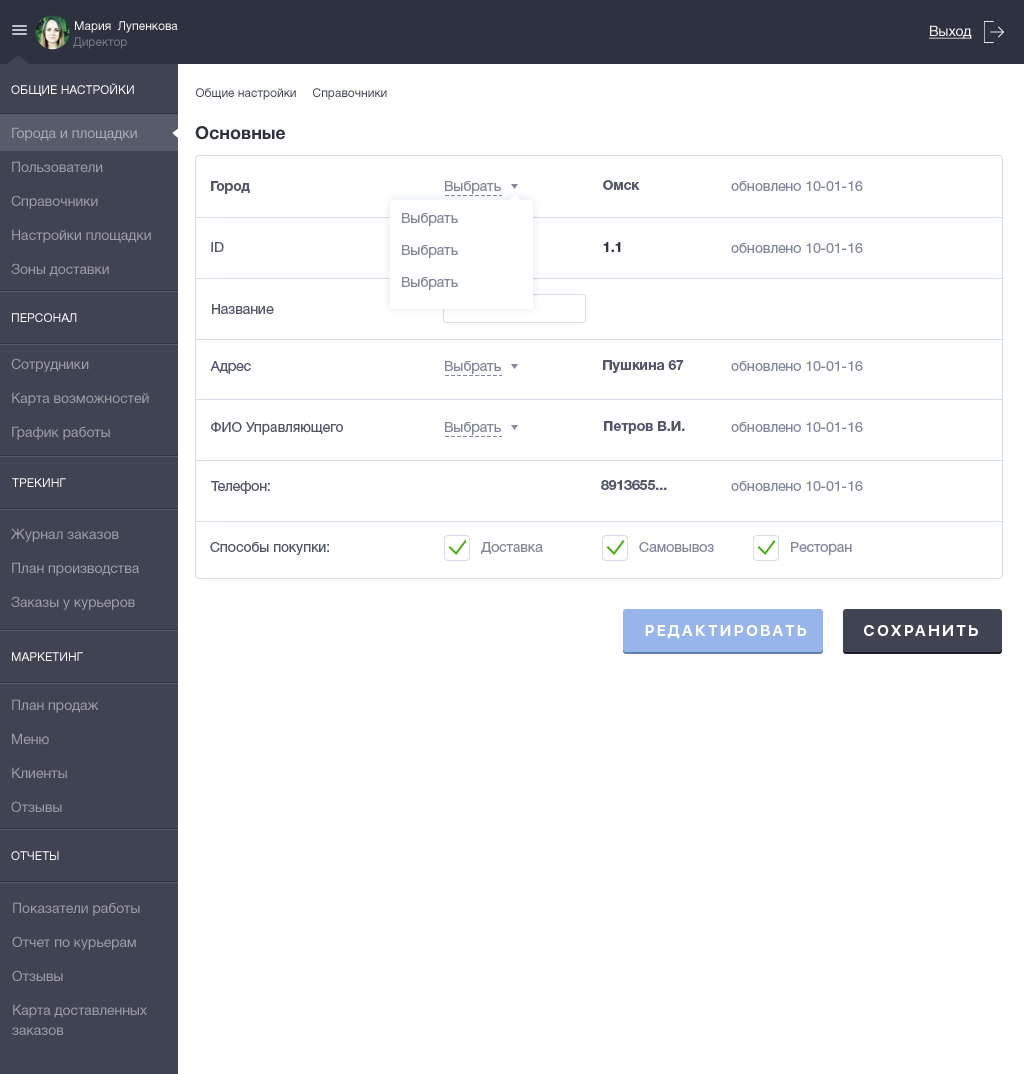 Мария Лупенкова
Директор
Выход
ОБЩИЕ НАСТРОЙКИ
Города и площадки
Пользователи
Справочники
Настройки площадки
Зоны доставки
ПЕРСОНАЛ
Сотрудники
Карта возможностей
График работы
ТРЕКИНГ
Журнал заказов
План производства
Заказы у курьеров
МАРКЕТИНГ
План продаж
Меню
Клиенты
Отзывы
ОТЧЕТЫ
Показатели работы
Отчет по курьерам
Отзывы
Карта доставленных
заказов
Общие настройки Справочники
Основные
Город Выбрать Омск обновлено 10-01-16
Выбрать
Выбрать
Выбрать
ID 1.1 обновлено 10-01-16
Название
Адрес Выбрать Пушкина 67 обновлено 10-01-16
ФИО Управляющего Выбрать Петров В.И. обновлено 10-01-16
Телефон: 8913655... обновлено 10-01-16
Способы покупки: Доставка Самовывоз Ресторан
РЕДАКТИРОВАТЬ СОХРАНИТЬ